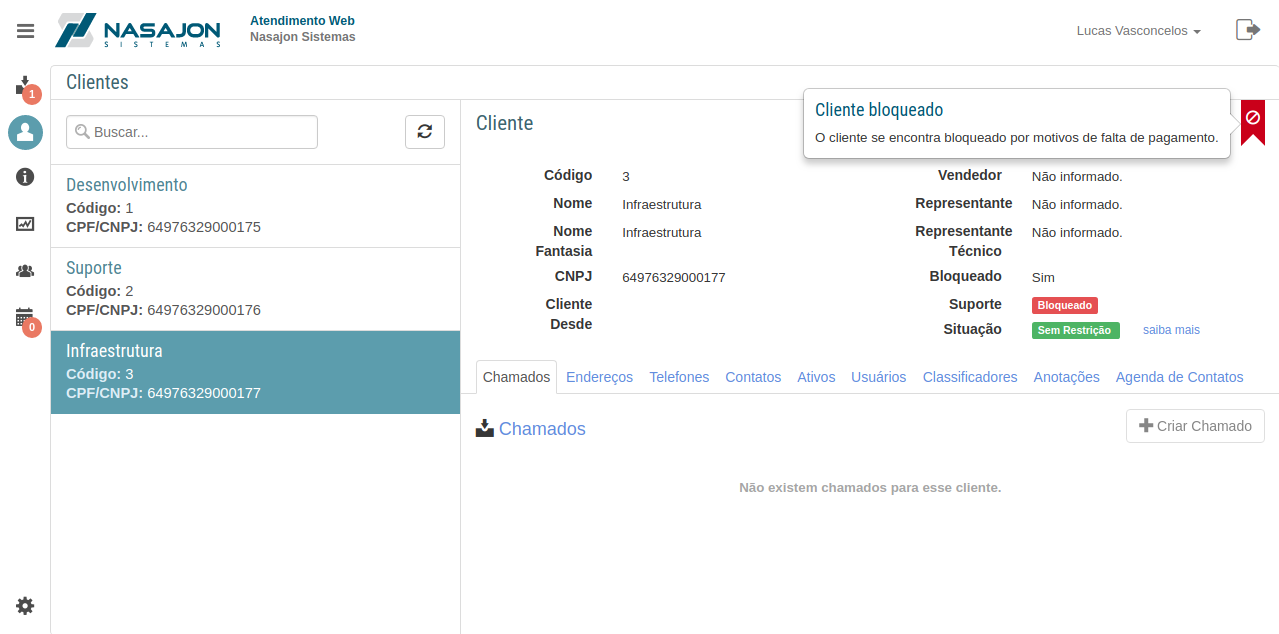 NASAJON
SISTEMAS
Atendimento Web
Nasajon Sistemas
Lucas Vasconcelos
1
0
Clientes
Buscar...
Desenvolvimento
Código: 1
CPF/CNPJ: 64976329000175
Suporte
Código: 2
CPF/CNPJ: 64976329000176
Infraestrutura
Código: 3
CPF/CNPJ: 64976329000177
Cliente
Cliente bloqueado
O cliente se encontra bloqueado por motivos de falta de pagamento.
Código 3
Nome Infraestrutura
Nome Fantasia Infraestrutura
CNPJ 64976329000177
Cliente Desde
Vendedor Não informado.
Representante Não informado.
Representante Técnico Não informado.
Bloqueado Sim
Suporte Bloqueado
Situação Sem Restrição saiba mais
Chamados Endereços Telefones Contatos Ativos Usuários Classificadores Anotações Agenda de Contatos
Chamados
Criar Chamado
Não existem chamados para esse cliente.